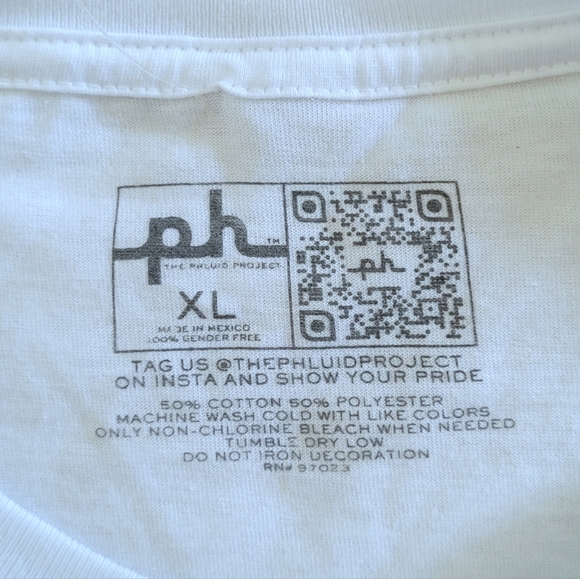 ph™
THE PHLUID PROJECT
XL
MADE IN MEXICO
100% GENDER FREE
ph
TAG US @THEPHLUIDPROJECT
ON INSTA AND SHOW YOUR PRIDE
50% COTTON 50% POLYESTER
MACHINE WASH COLD WITH LIKE COLORS
ONLY NON-CHLORINE BLEACH WHEN NEEDED
TUMBLE DRY LOW
DO NOT IRON DECORATION
RN# 97023